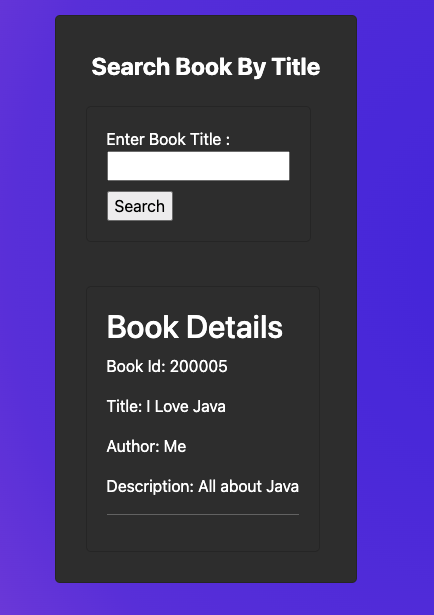 Search Book By Title
Enter Book Title :
Search
Book Details
Book Id: 200005
Title: I Love Java
Author: Me
Description: All about Java